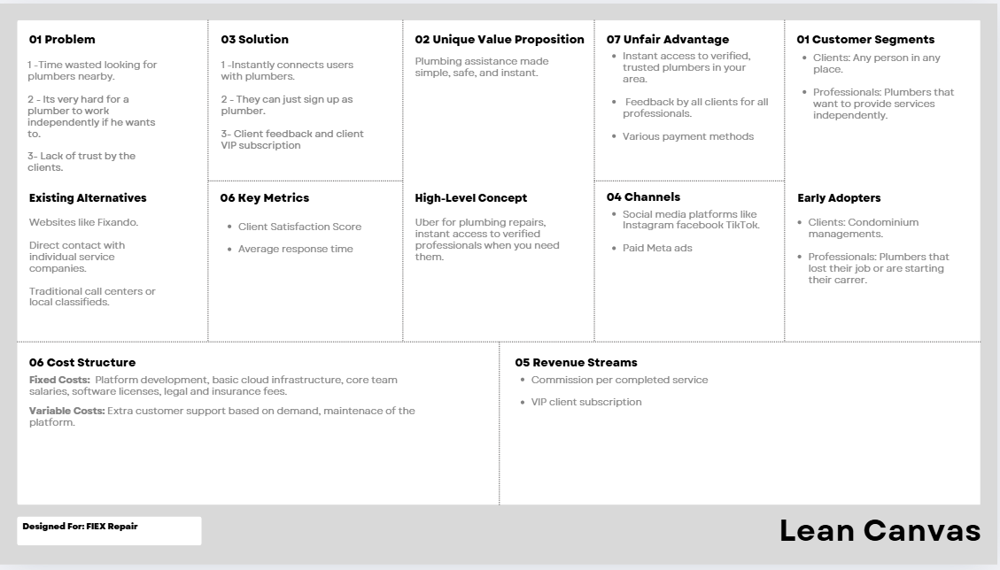 01 Problem
1 -Time wasted looking for
plumbers nearby.
2 - Its very hard for a
plumber to work
independently if he wants
to.
3- Lack of trust by the
clients.
Existing Alternatives
Websites like Fixando.
Direct contact with
individual service
companies.
Traditional call centers or
local classifieds.
03 Solution
1 -Instantly connects users
with plumbers.
2 - They can just sign up as
plumber.
3- Client feedback and client
VIP subscription
06 Key Metrics
• Client Satisfaction Score
• Average response time
02 Unique Value Proposition
Plumbing assistance made
simple, safe, and instant.
High-Level Concept
Uber for plumbing repairs,
instant access to verified
professionals when you need
them.
07 Unfair Advantage
• Instant access to verified,
trusted plumbers in your
area.
• Feedback by all clients for all
professionals.
• Various payment methods
04 Channels
• Social media platforms like
Instagram facebook TikTok.
• Paid Meta ads
01 Customer Segments
• Clients: Any person in any
place.
• Professionals: Plumbers that
want to provide services
independently.
Early Adopters
• Clients: Condominium
managements.
• Professionals: Plumbers that
lost their job or are starting
their carrer.
06 Cost Structure
Fixed Costs: Platform development, basic cloud infrastructure, core team
salaries, software licenses, legal and insurance fees.
Variable Costs: Extra customer support based on demand, maintenace of the
platform.
05 Revenue Streams
• Commission per completed service
• VIP client subscription
Designed For: FIEX Repair
Lean Canvas